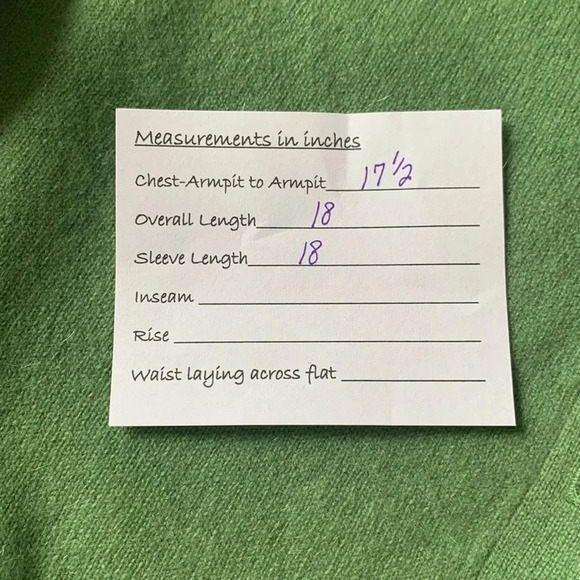 Measurements in inches
Chest-Armpit to Armpit 17 1/2
Overall Length 18
Sleeve Length 18
Inseam
Rise
Waist laying across flat